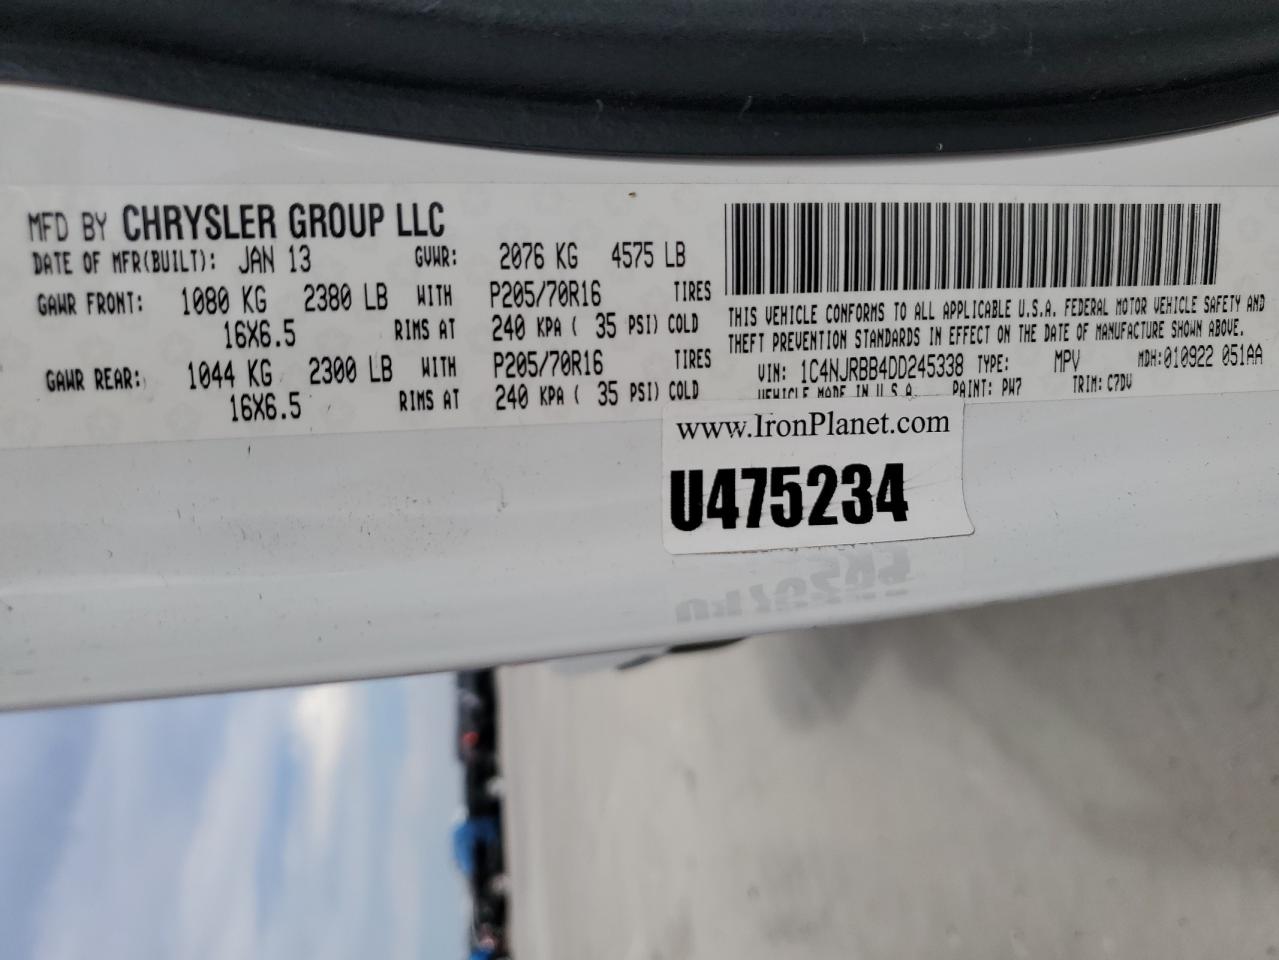 MFD BY CHRYSLER GROUP LLC
DATE OF MFR(BUILT): JAN 13 GVWR: 2076 KG 4575 LB
GAWR FRONT: 1080 KG 2380 LB WITH P205/70R16 TIRES
16X6.5 RIMS AT 240 KPA ( 35 PSI) COLD
GAWR REAR: 1044 KG 2300 LB WITH P205/70R16 TIRES
16X6.5 RIMS AT 240 KPA ( 35 PSI) COLD
THIS VEHICLE CONFORMS TO ALL APPLICABLE U.S.A. FEDERAL MOTOR VEHICLE SAFETY AND
THEFT PREVENTION STANDARDS IN EFFECT ON THE DATE OF MANUFACTURE SHOWN ABOVE.
VIN: 1C4NJRBB4DD245338 TYPE: MPV MDH:010922 051AA
VEHICLE MADE IN U.S.A. PAINT: PW7 TRIM: C7DV
www.IronPlanet.com
U475234